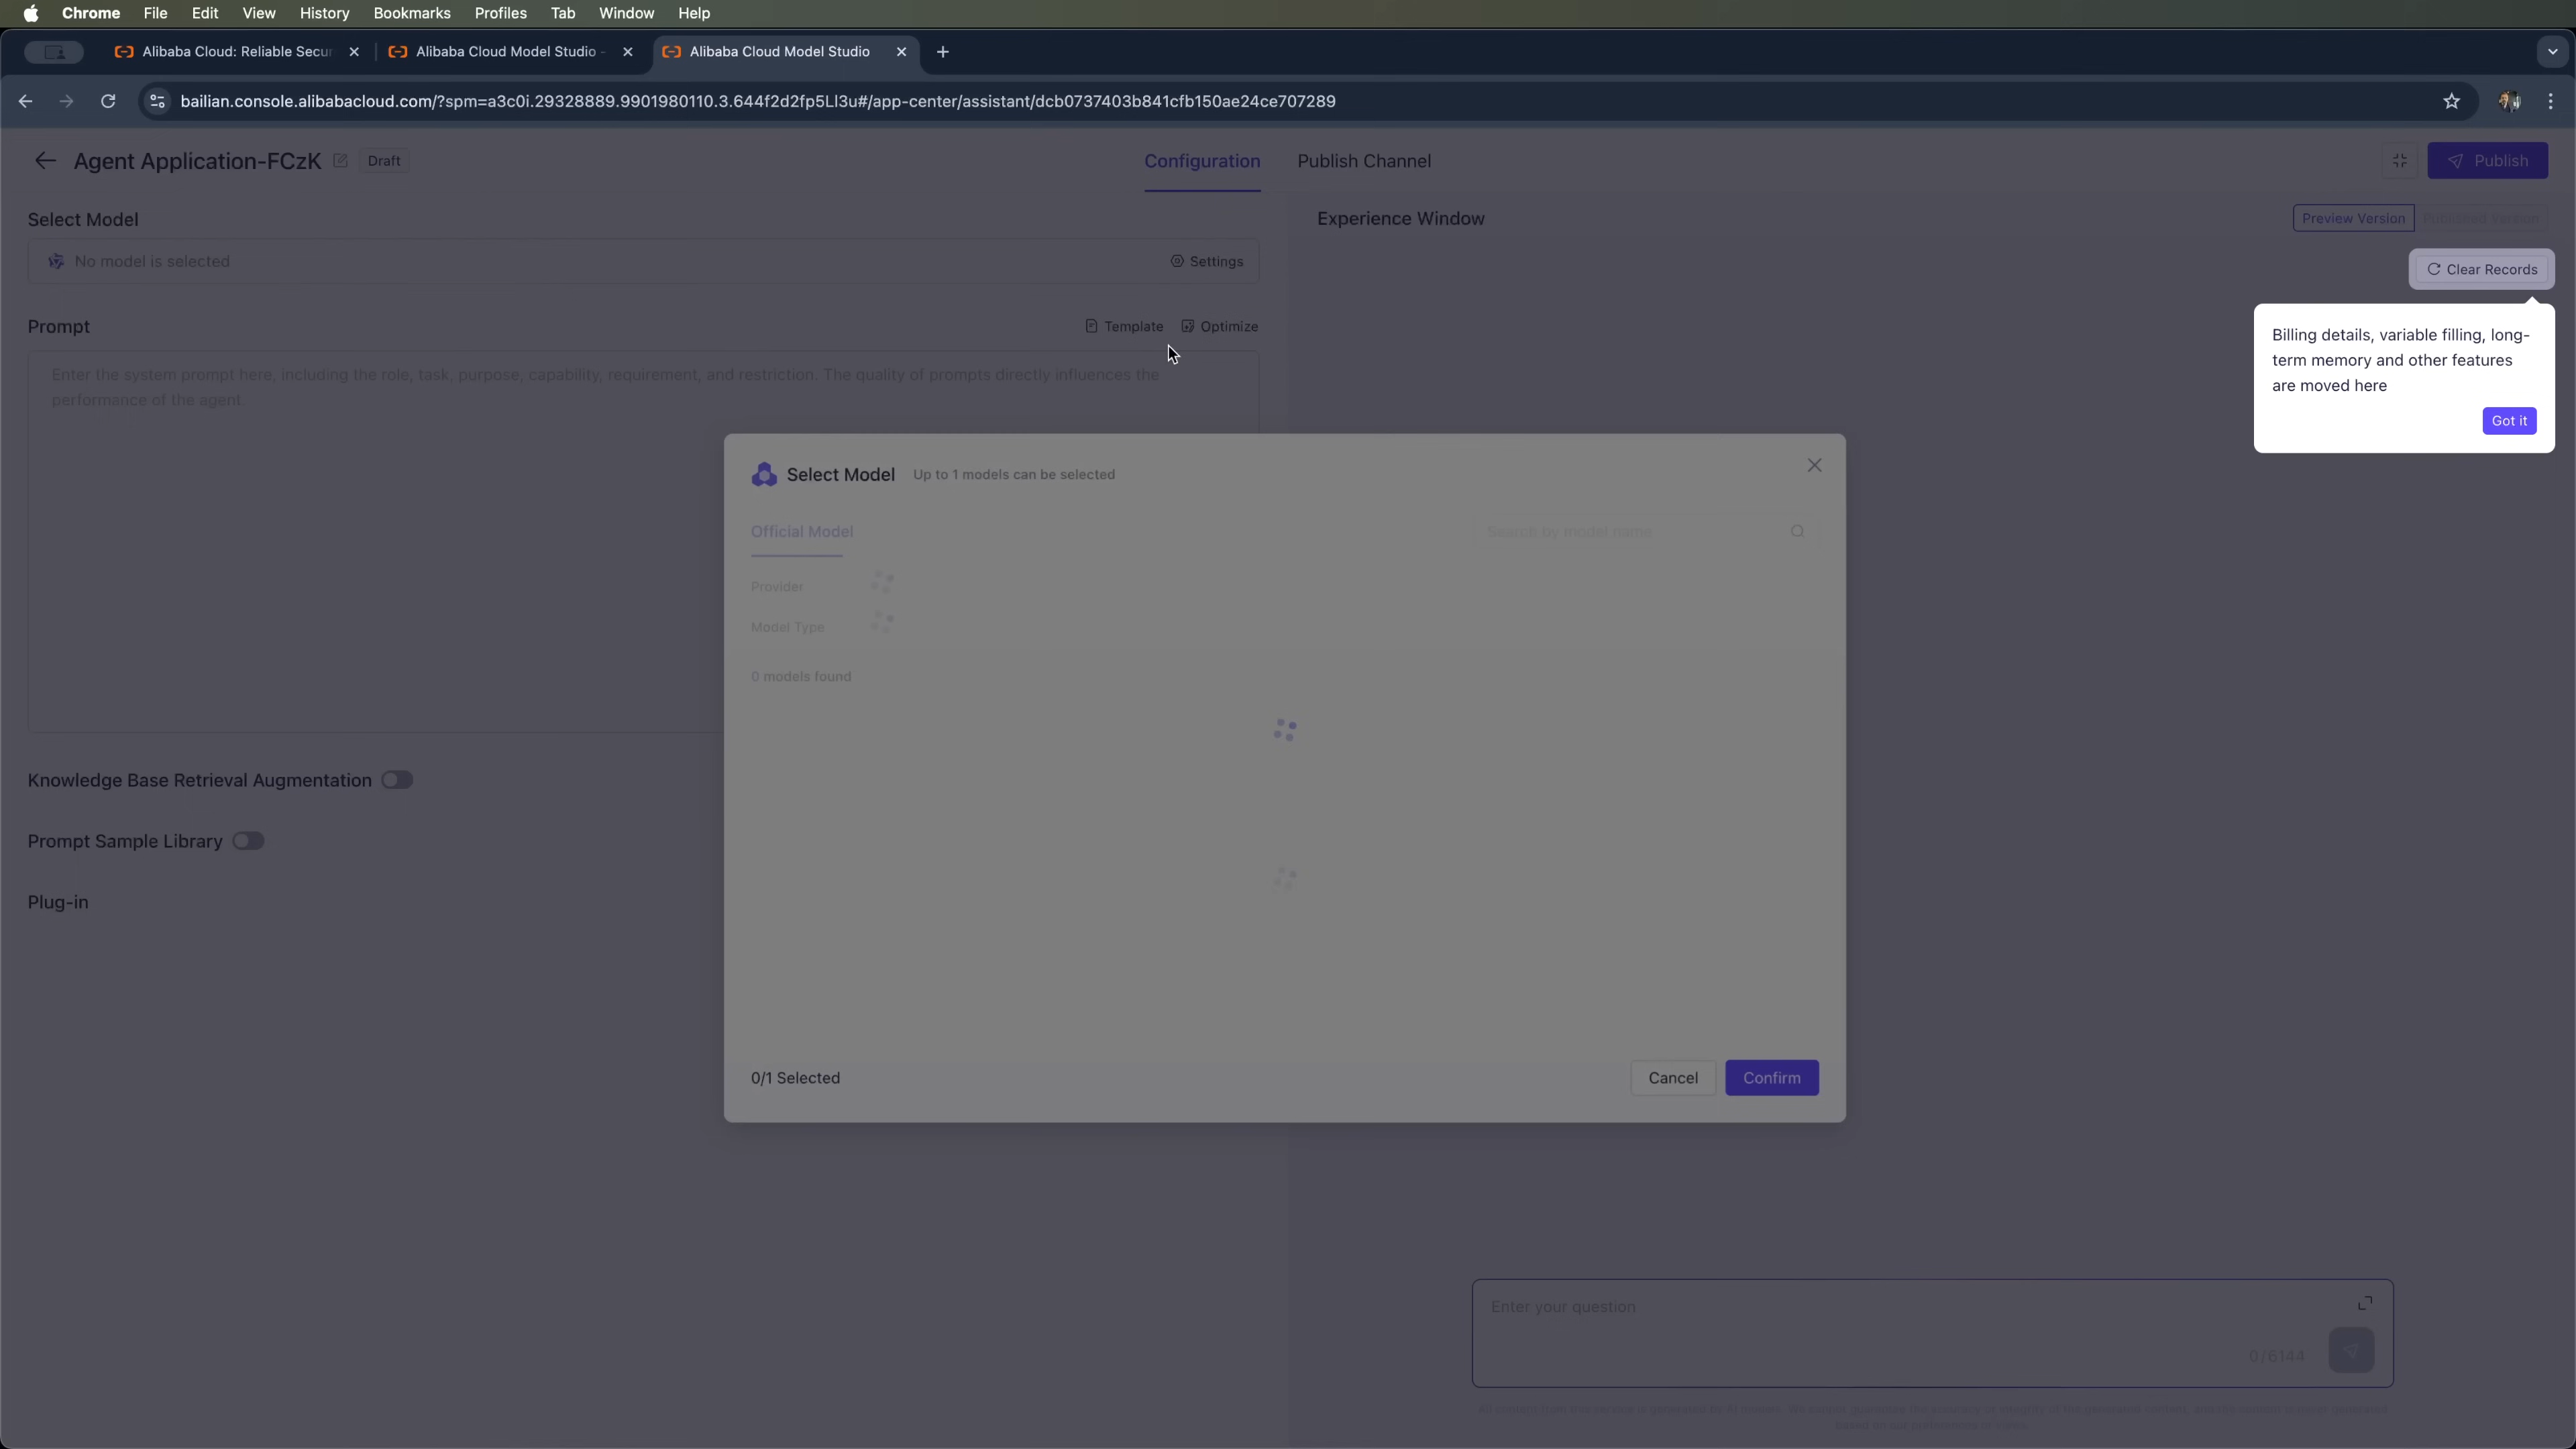 Chrome File Edit View History Bookmarks Profiles Tab Window Help
Alibaba Cloud: Reliable Secur
Alibaba Cloud Model Studio -
Alibaba Cloud Model Studio
bailian.console.alibabacloud.com/?spm=a3c0i.29328889.9901980110.3.644f2d2fp5Ll3u#/app-center/assistant/dcb0737403b841cfb150ae24ce707289
Agent Application-FCzK Draft
Configuration Publish Channel
Publish
Select Model
Experience Window
Preview Version Published Version
No model is selected
Settings
Clear Records
Prompt
Template Optimize
Billing details, variable filling, long-
term memory and other features
are moved here
Got it
Enter the system prompt here, including the role, task, purpose, capability, requirement, and restriction. The quality of prompts directly influences the
performance of the agent.
Select Model Up to 1 models can be selected
Official Model
Search by model name
Provider
Model Type
0 models found
0/1 Selected
Cancel Confirm
Knowledge Base Retrieval Augmentation
Prompt Sample Library
Plug-in
Enter your question
0/6144